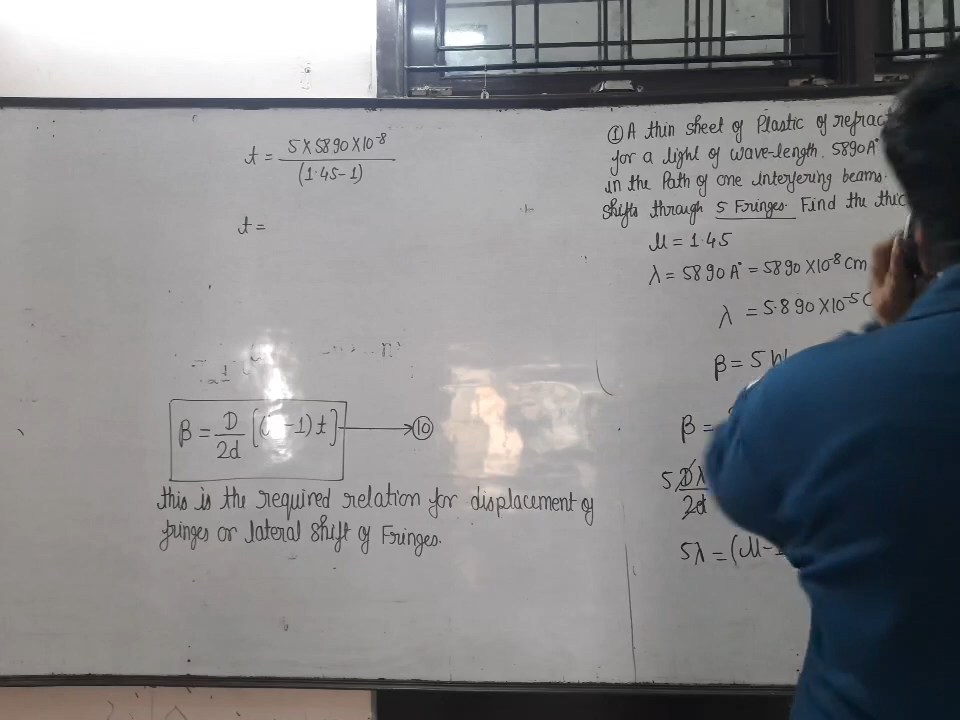 t = 5 X 5890 X 10⁻⁸ / (1.45-1)
t =
β = D/2d [( -1) t] → ⑩
this is the required relation for displacement of
fringes or lateral shift of Fringes.
① A thin sheet of Plastic of
for a light of wave-length, 5890A°
in the Path of one interfering beams.
shifts through 5 Fringes. Find the
μ = 1.45
λ = 5890 A° = 5890 X 10⁻⁸ cm
λ = 5.890 X 10⁻⁵
β = 5
β =
5 Dλ/2d
5λ = (μ-1